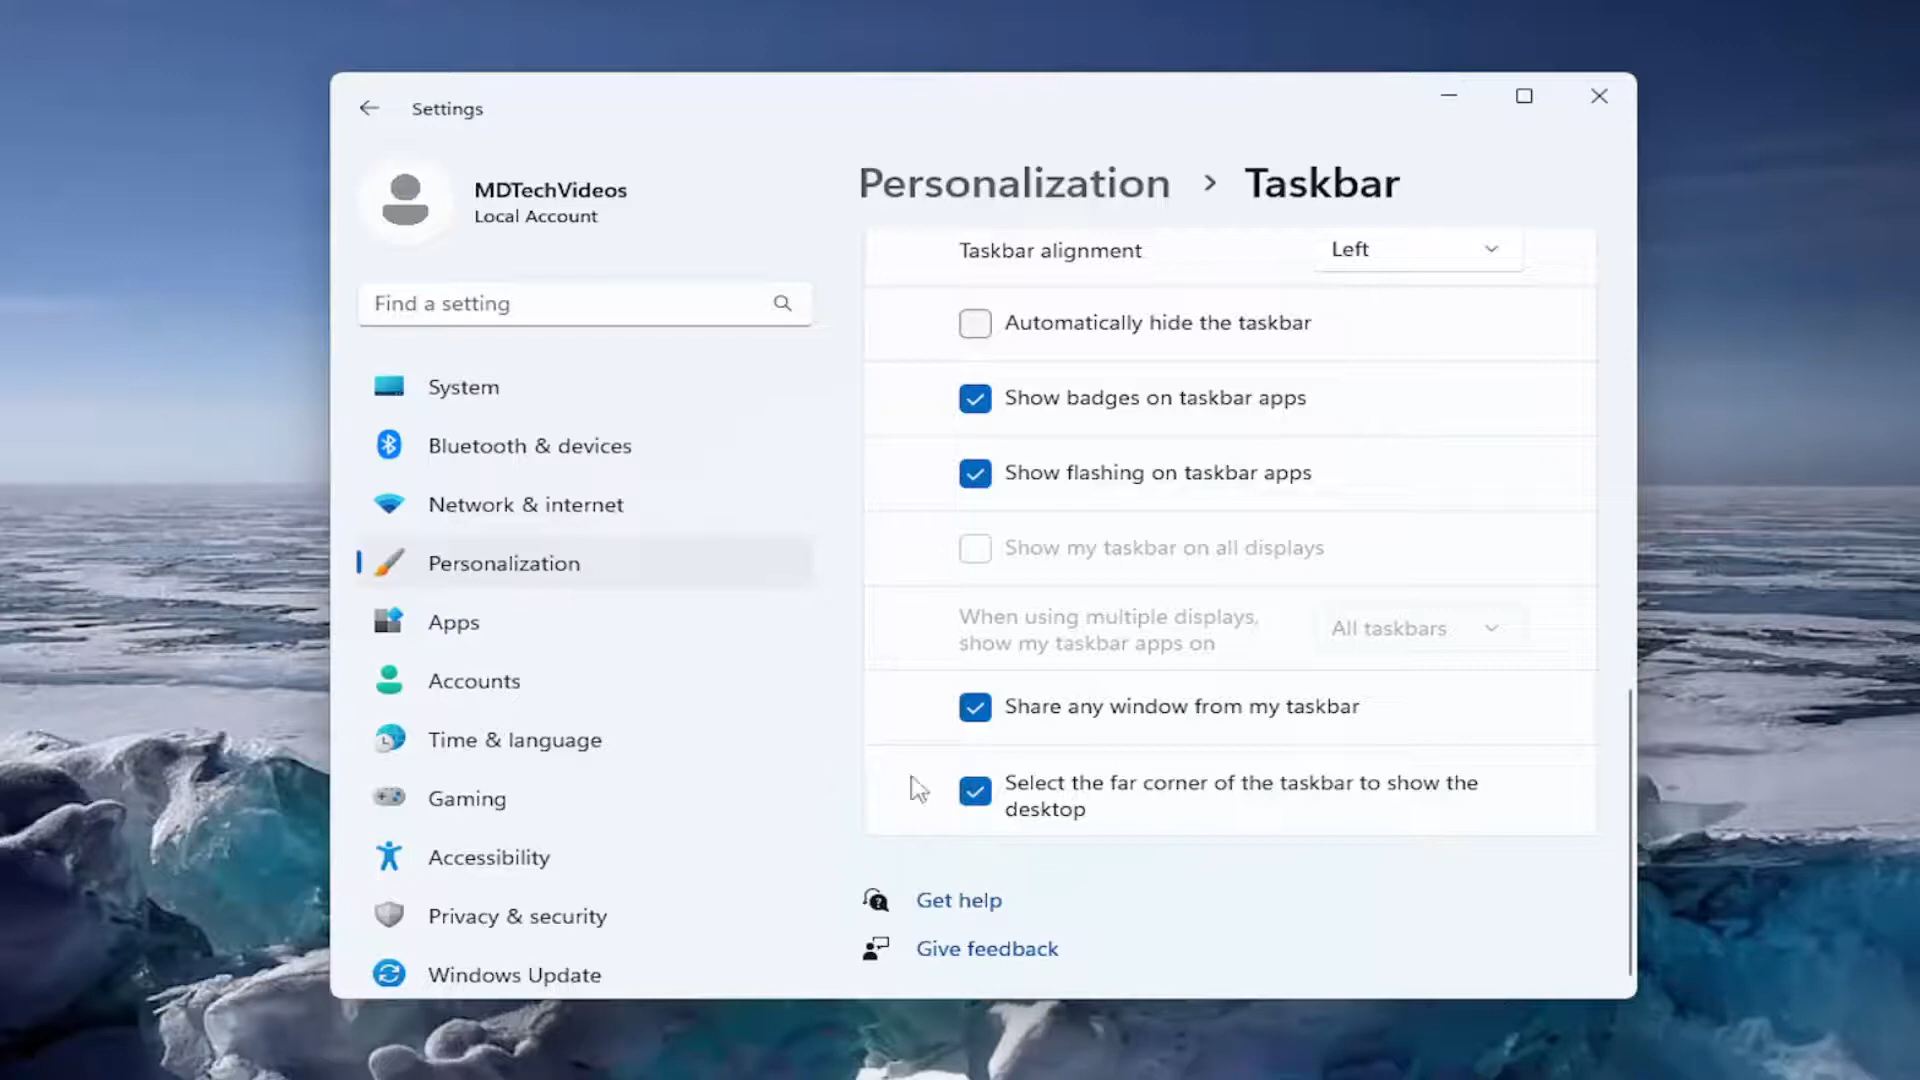 Settings
MDTechVideos
Local Account
Find a setting
System
Bluetooth & devices
Network & internet
Personalization
Apps
Accounts
Time & language
Gaming
Accessibility
Privacy & security
Windows Update
Personalization > Taskbar
Taskbar alignment Left
Automatically hide the taskbar
Show badges on taskbar apps
Show flashing on taskbar apps
Show my taskbar on all displays
When using multiple displays,
show my taskbar apps on
All taskbars
Share any window from my taskbar
Select the far corner of the taskbar to show the
desktop
Get help
Give feedback